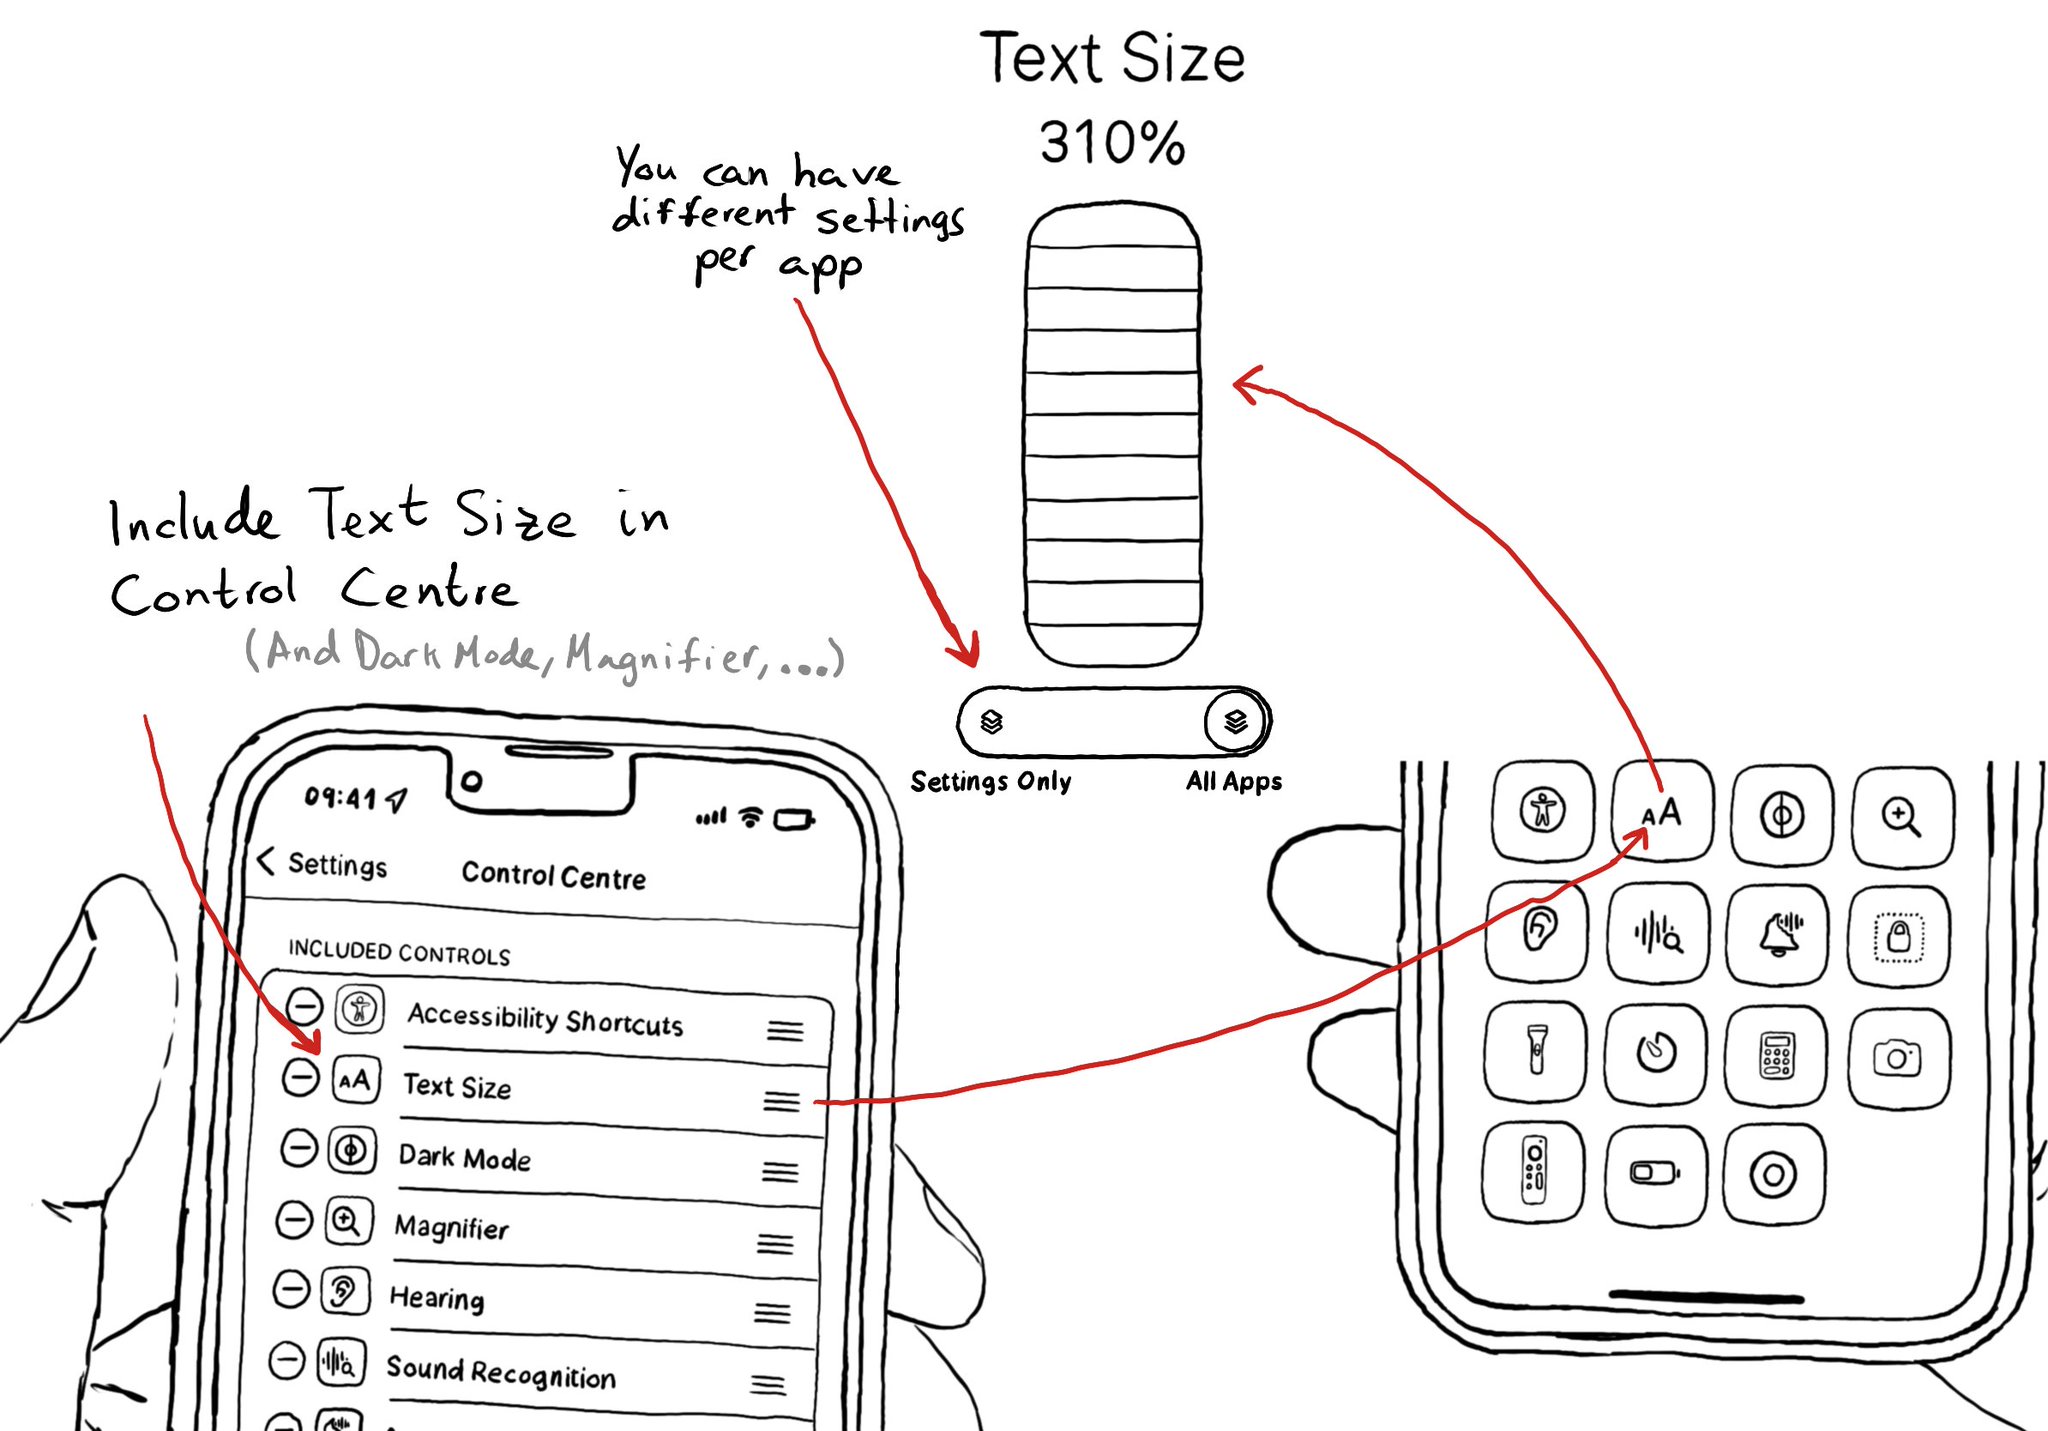 Text Size
310%
You can have
different settings
per app
Include Text Size in
Control Centre
(And Dark Mode, Magnifier, ...)
Settings Only
All Apps
09:41
Settings
Control Centre
INCLUDED CONTROLS
Accessibility Shortcuts
AA
Text Size
Dark Mode
Magnifier
Hearing
Sound Recognition
AA